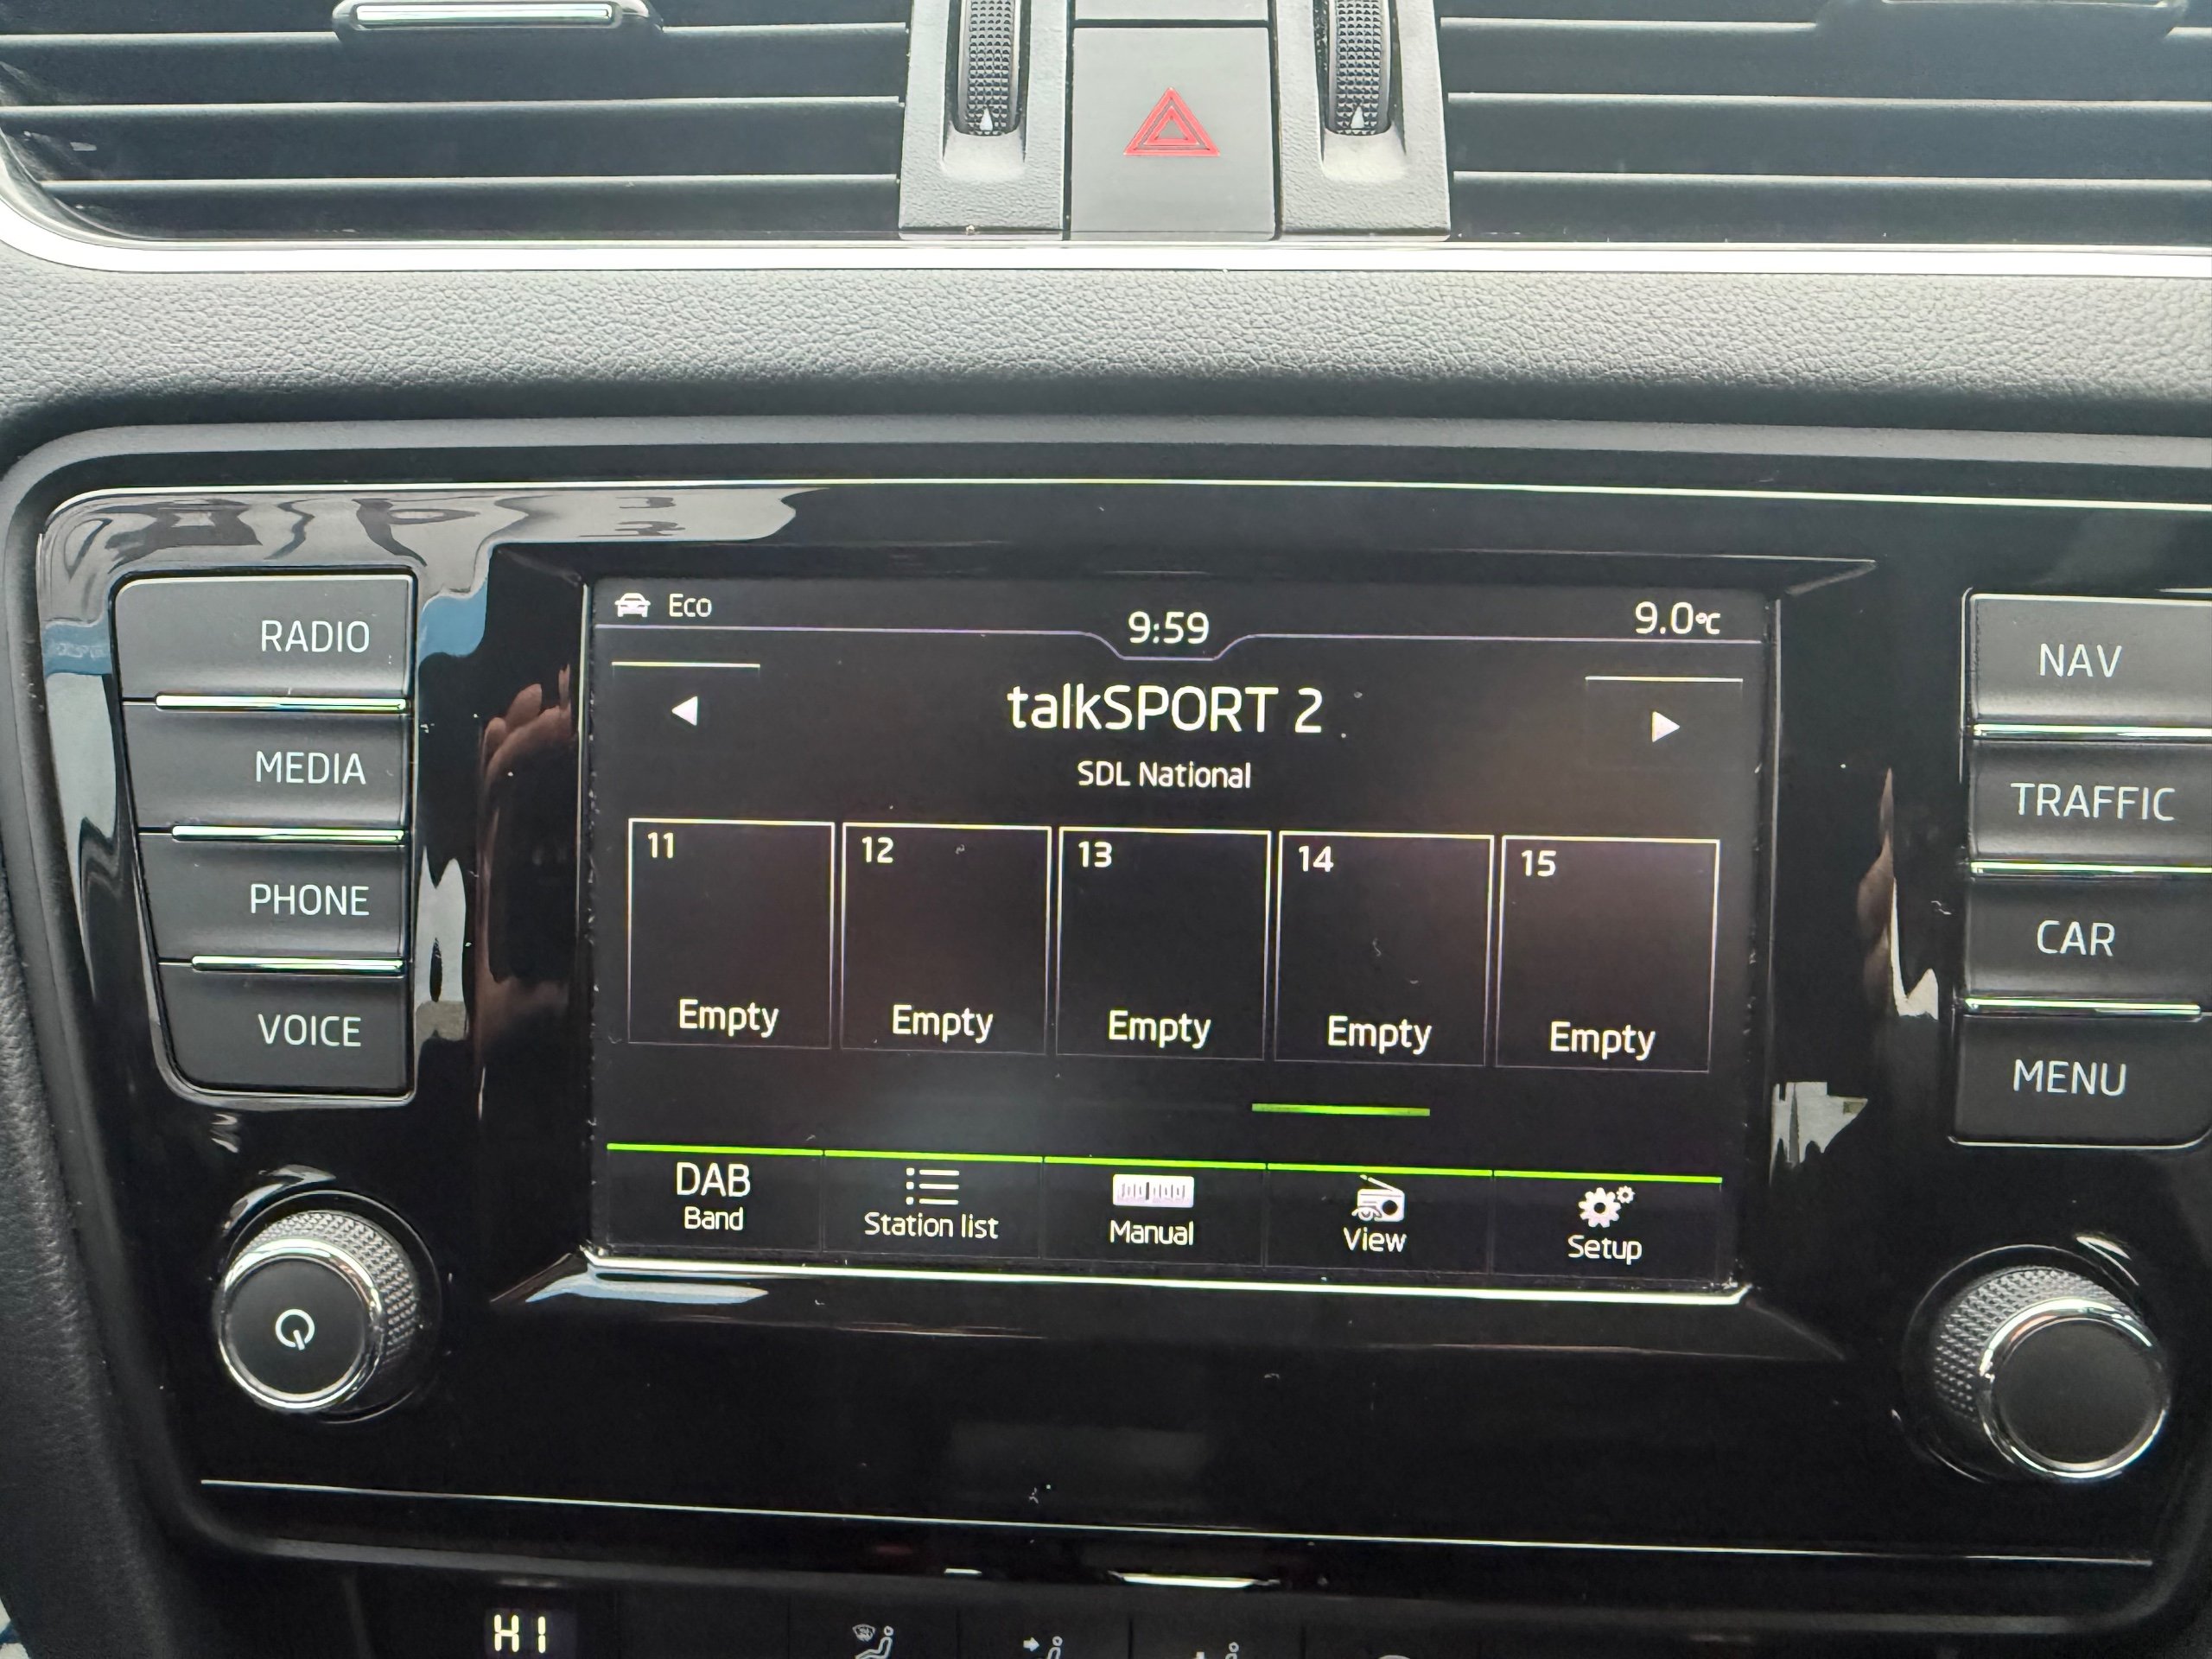 RADIO
MEDIA
PHONE
VOICE
Eco
9:59
9.0°C
talkSPORT 2
SDL National
11
12
13
14
15
Empty
Empty
Empty
Empty
Empty
DAB
Band
Station list
Manual
View
Setup
NAV
TRAFFIC
CAR
MENU
HI